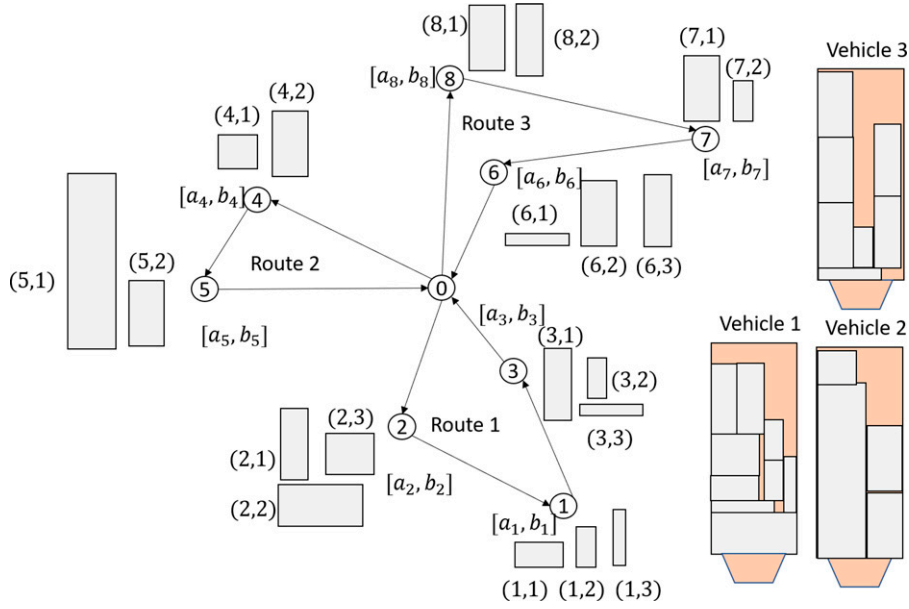 (8,1)
(8,2)
(7,1)
(7,2)
Vehicle 3
[a₈, b₈]
8
(4,2)
(4,1)
Route 3
7
[a₇, b₇]
6
[a₆, b₆]
[a₄, b₄]
4
(6,1)
(6,2)
(6,3)
Route 2
(5,1)
(5,2)
5
0
[a₅, b₅]
[a₃, b₃]
Vehicle 1
Vehicle 2
(3,1)
3
(3,2)
(3,3)
(2,3)
2
Route 1
(2,1)
[a₂, b₂]
(2,2)
1
[a₁, b₁]
(1,1)
(1,2)
(1,3)